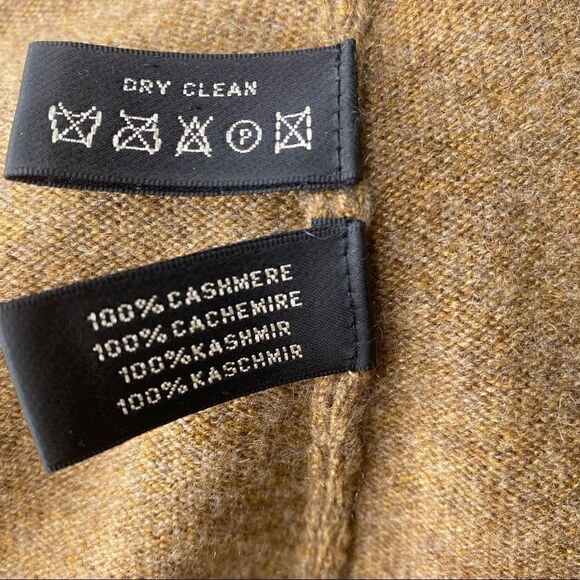 DRY CLEAN
P
100% CASHMERE
100% CACHEMIRE
100% KASHMIR
100% KASCHMIR